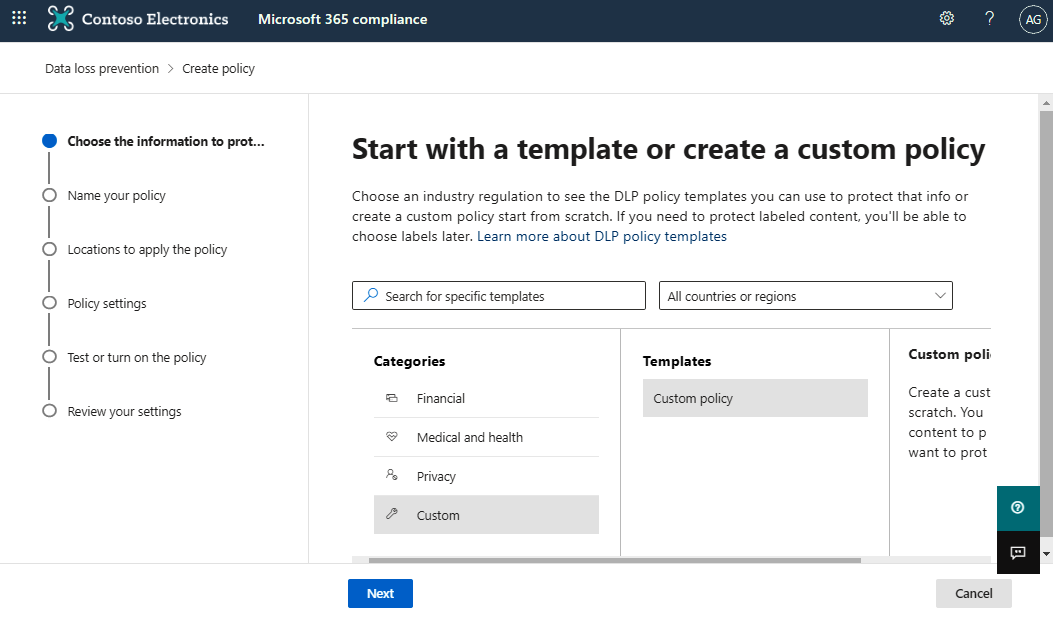 Contoso Electronics
Microsoft 365 compliance
?
AG
Data loss prevention > Create policy
Choose the information to prot...
Name your policy
Locations to apply the policy
Policy settings
Test or turn on the policy
Review your settings
Start with a template or create a custom policy
Choose an industry regulation to see the DLP policy templates you can use to protect that info or
create a custom policy start from scratch. If you need to protect labeled content, you'll be able to
choose labels later. Learn more about DLP policy templates
Search for specific templates
All countries or regions
Categories
Financial
Medical and health
Privacy
Custom
Templates
Custom policy
Custom poli
Create a cust
scratch. You
content to p
want to prot
Next
Cancel